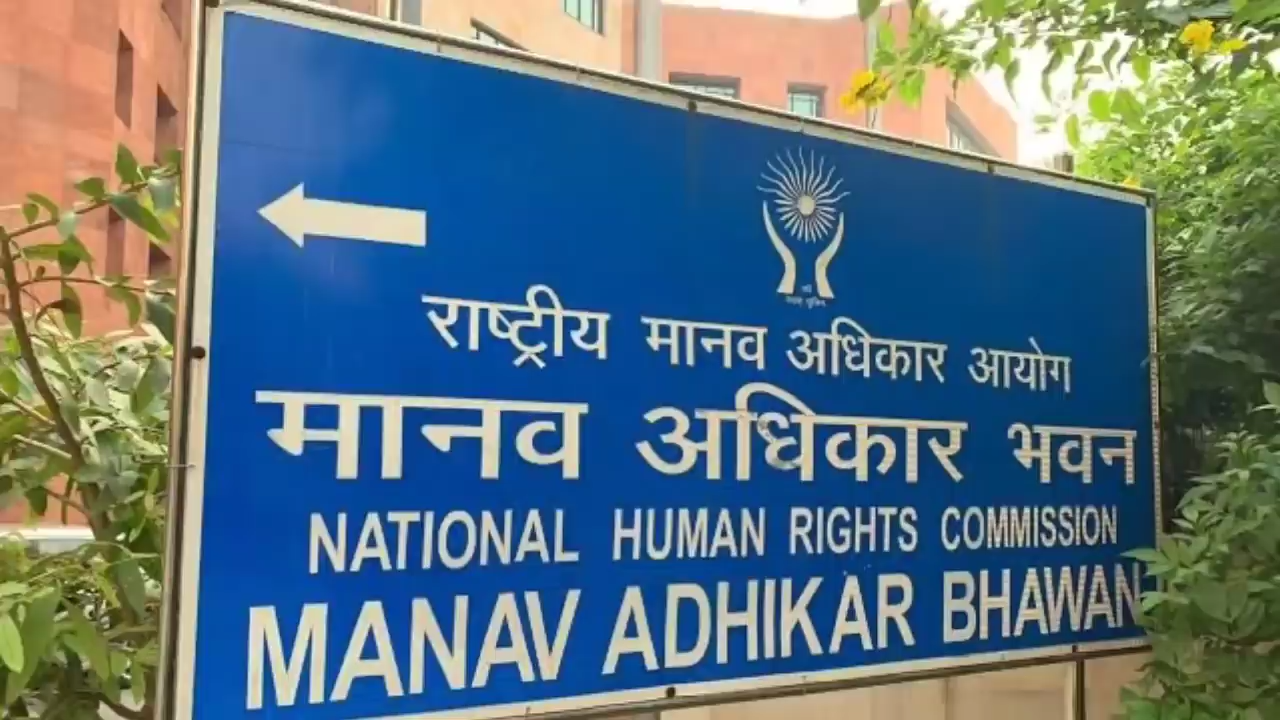 राष्ट्रीय मानव अधिकार आयोग
मानव अधिकार भवन
NATIONAL HUMAN RIGHTS COMMISSION
MANAV ADHIKAR BHAWAN